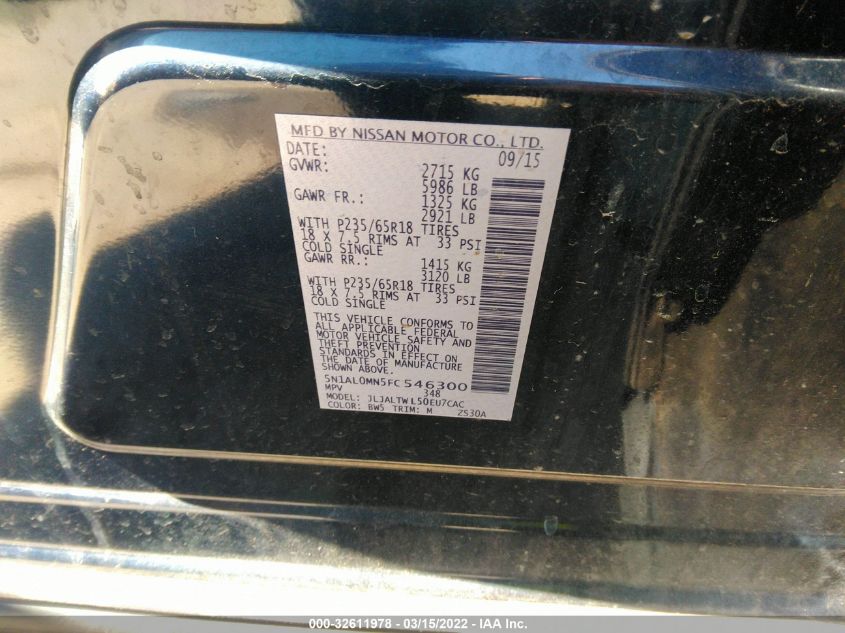 MFD BY NISSAN MOTOR CO., LTD.
DATE: 09/15
GVWR: 2715 KG
5986 LB
GAWR FR.: 1325 KG
2921 LB
WITH P235/65R18 TIRES
18 X 7.5 RIMS AT 33 PSI
COLD SINGLE
GAWR RR.: 1415 KG
3120 LB
WITH P235/65R18 TIRES
18 X 7.5 RIMS AT 33 PSI
COLD SINGLE
THIS VEHICLE CONFORMS TO
ALL APPLICABLE FEDERAL
MOTOR VEHICLE SAFETY AND
THEFT PREVENTION
STANDARDS IN EFFECT ON
THE DATE OF MANUFACTURE
SHOWN ABOVE.
5N1AL0MN5FC546300
MPV 348
MODEL: JLJALTWL50EU7CAC
COLOR: BW5 TRIM: M ZS30A
000-32611978 - 03/15/2022 - IAA Inc.